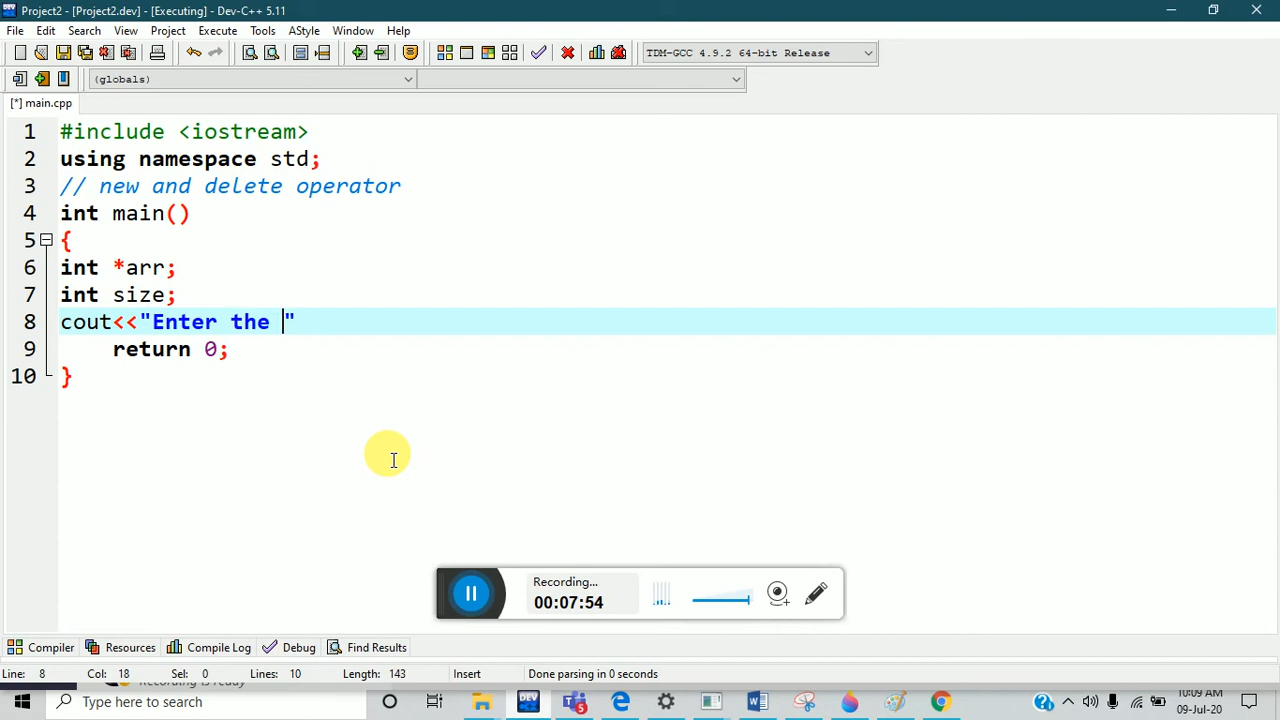 Project2 - [Project2.dev] - [Executing] - Dev-C++ 5.11
File Edit Search View Project Execute Tools AStyle Window Help
TDM-GCC 4.9.2 64-bit Release
(globals)
[*] main.cpp
1 #include <iostream>
2 using namespace std;
3 // new and delete operator
4 int main()
5 {
6 int *arr;
7 int size;
8 cout<<"Enter the "
9 return 0;
10 }
Recording...
00:07:54
Compiler Resources Compile Log Debug Find Results
Line: 8 Col: 18 Sel: 0 Lines: 10 Length: 143 Insert Done parsing in 0 seconds
Recording is ready
Type here to search
DEV
10:09 AM
09-Jul-20